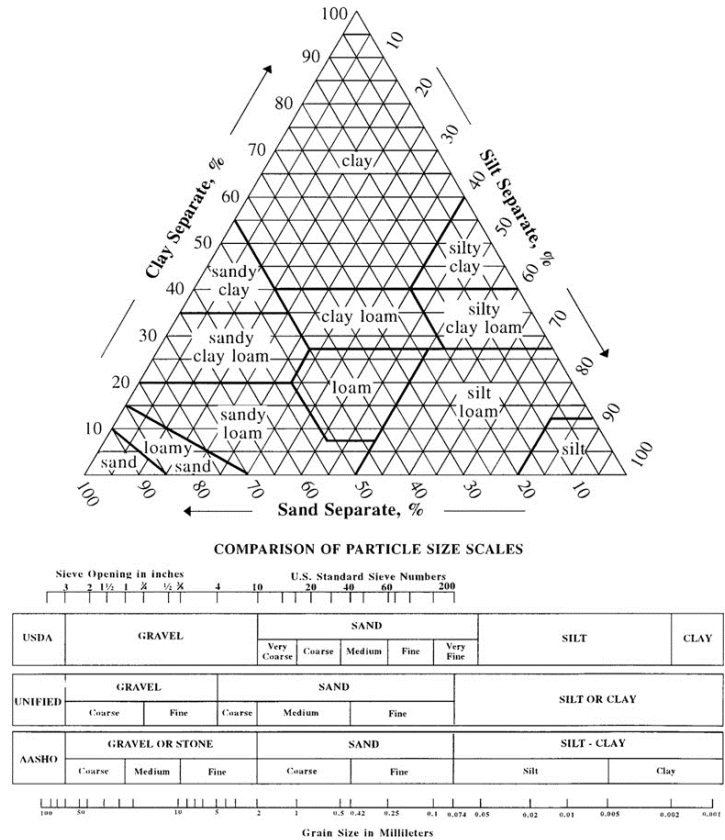 100
90
10
80
20
70
30
clay
Clay Separate, %
Silt Separate, %
60
40
50
50
silty
clay
60
sandy
clay
40
silty
clay loam
clay loam
70
30
sandy
clay loam
80
20
loam
silt
loam
90
sandy
loam
10
loamy
sand
silt
sand
100
100
90
80
70
60
50
40
30
20
10
Sand Separate, %
COMPARISON OF PARTICLE SIZE SCALES
Sieve Opening in inches
U.S. Standard Sieve Numbers
3 2 1½ 1 ¾ ½ ⅜ 4 10 20 40 60 200
USDA GRAVEL SAND SILT CLAY
Very Coarse Coarse Medium Fine Very Fine
UNIFIED GRAVEL SAND SILT OR CLAY
Coarse Fine Coarse Medium Fine
AASHO GRAVEL OR STONE SAND SILT - CLAY
Coarse Medium Fine Coarse Fine Silt Clay
100 50 10 5 2 1 0.5 0.42 0.25 0.1 0.074 0.05 0.02 0.01 0.005 0.002 0.001
Grain Size in Millileters